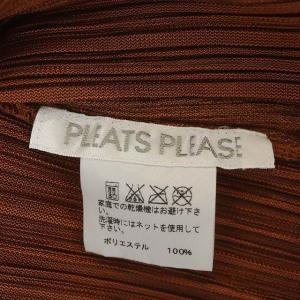 PLEATS PLEASE
家庭での乾燥機はお避け下さい。
洗濯時にはネットを使用して下さい。
ポリエステル 100%